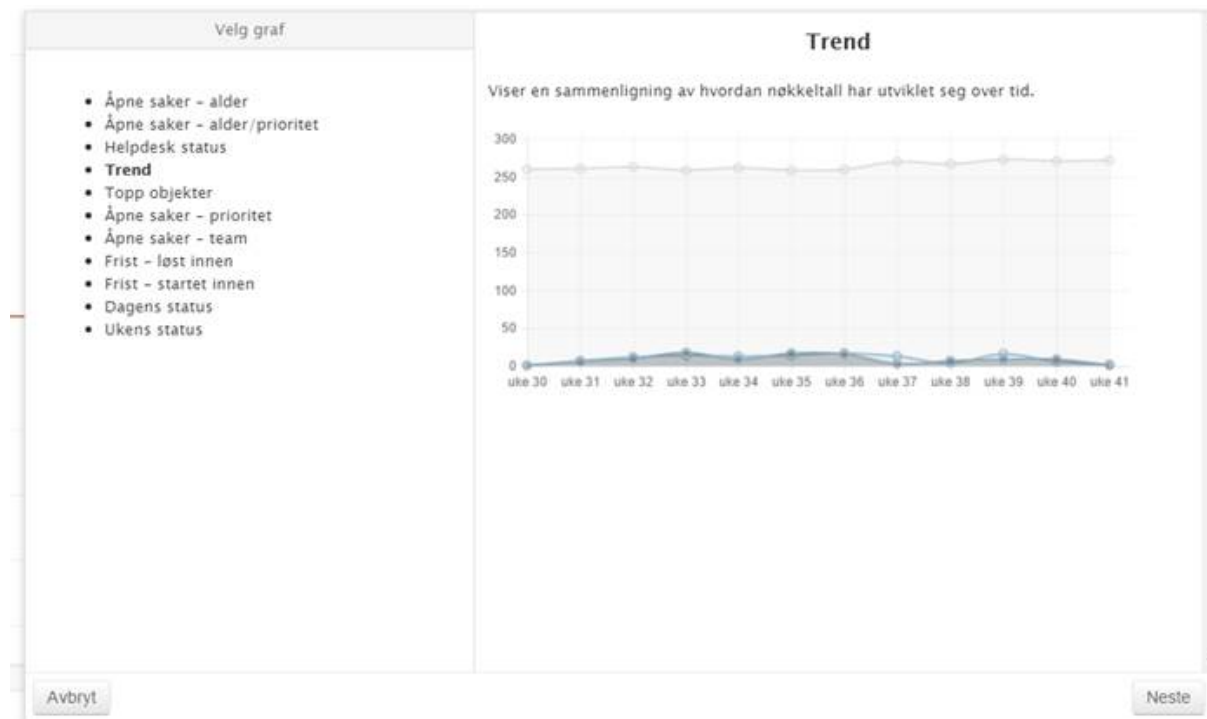 Velg graf
Åpne saker – alder
Åpne saker – alder/prioritet
Helpdesk status
Trend
Topp objekter
Åpne saker – prioritet
Åpne saker – team
Frist – løst innen
Frist – startet innen
Dagens status
Ukens status
Trend
Viser en sammenligning av hvordan nøkkeltall har utviklet seg over tid.
300
250
200
150
100
50
0
uke 30 uke 31 uke 32 uke 33 uke 34 uke 35 uke 36 uke 37 uke 38 uke 39 uke 40 uke 41
Avbryt
Neste